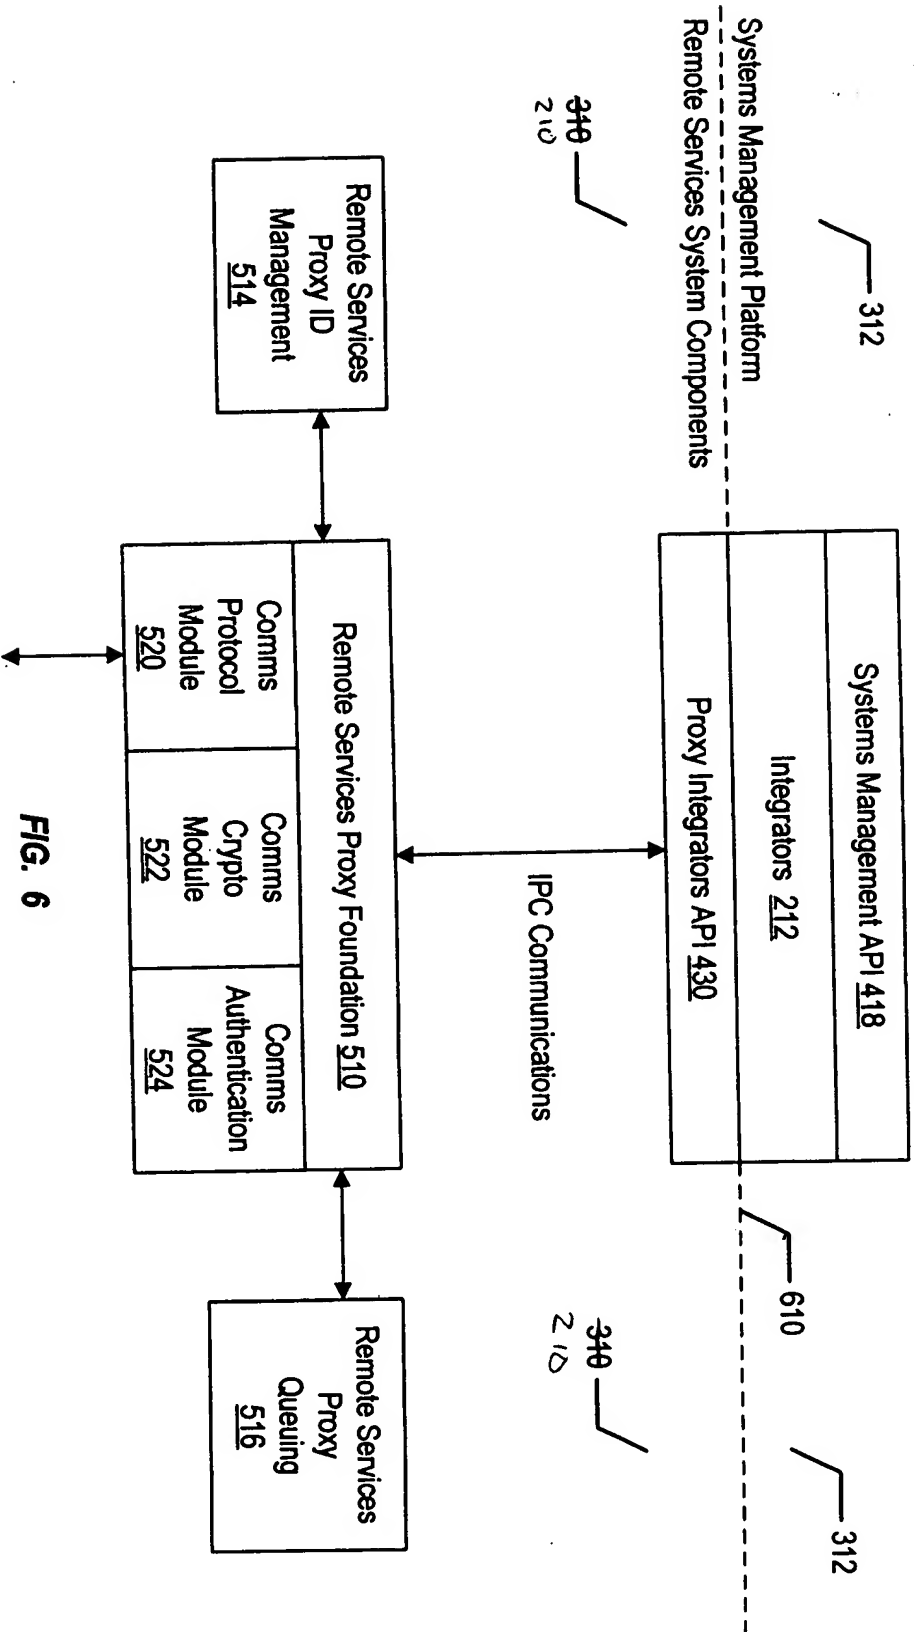 312
312
Systems Management API 418
Integrators 212
610
Systems Management Platform
Remote Services System Components
Proxy Integrators API 430
310
210
310
210
IPC Communications
Remote Services
Proxy ID
Management
514
Remote Services Proxy Foundation 510
Comms
Protocol
Module
520
Comms
Crypto
Module
522
Comms
Authentication
Module
524
Remote Services
Proxy
Queuing
516
FIG. 6